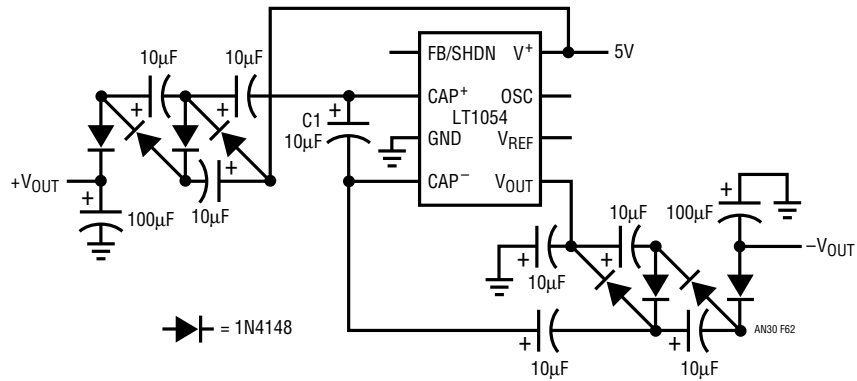 10µF
10µF
FB/SHDN
V+
5V
CAP+
OSC
C1
10µF
LT1054
GND
VREF
CAP−
VOUT
+VOUT
+
+
+
+
+
100µF
10µF
10µF
100µF
+
−VOUT
+
+
10µF
= 1N4148
AN30 F62
+
+
10µF
10µF